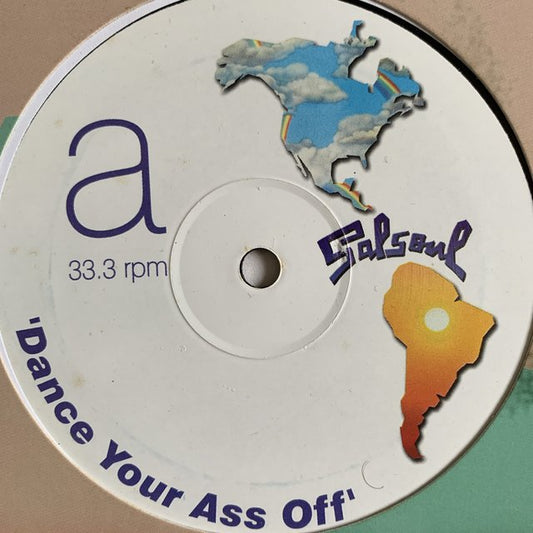 a
33.3 rpm
Salsoul
'Dance Your Ass Off'